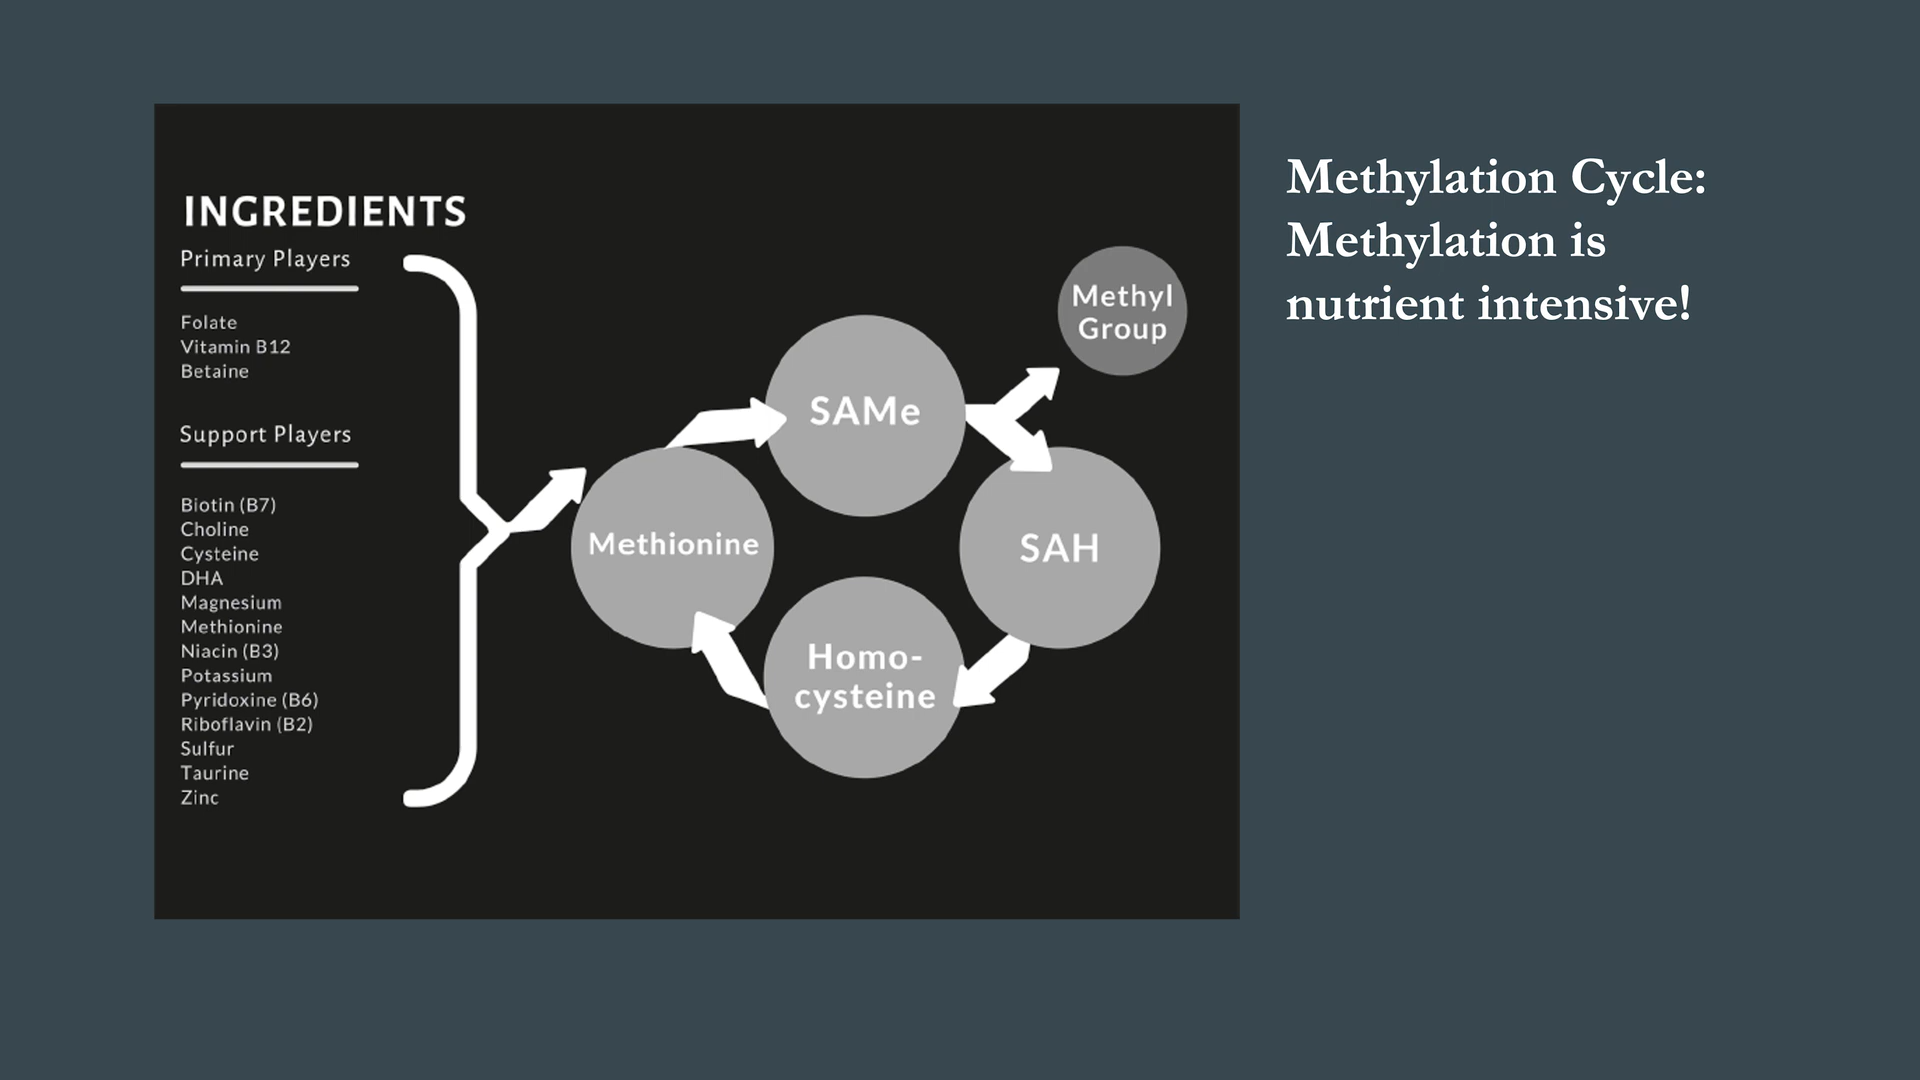 INGREDIENTS
Primary Players
Folate
Vitamin B12
Betaine
Support Players
Biotin (B7)
Choline
Cysteine
DHA
Magnesium
Methionine
Niacin (B3)
Potassium
Pyridoxine (B6)
Riboflavin (B2)
Sulfur
Taurine
Zinc
Methionine
SAMe
Methyl
Group
SAH
Homo-
cysteine
Methylation Cycle:
Methylation is
nutrient intensive!